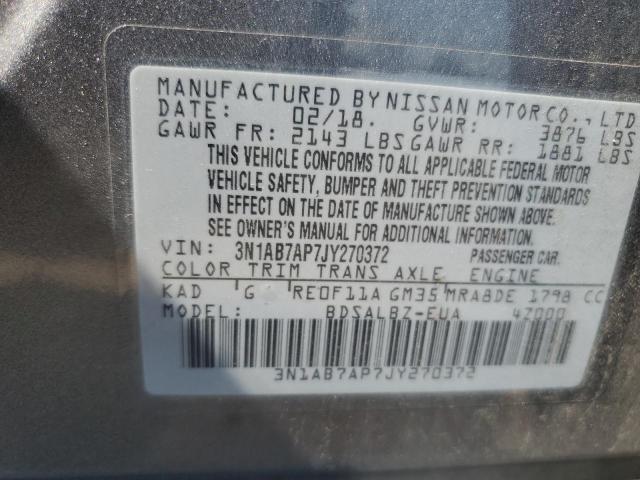 MANUFACTURED BY NISSAN MOTOR CO., LTD
DATE: 02/18. GVWR: 3876 LBS
GAWR FR: 2143 LBS GAWR RR: 1881 LBS
THIS VEHICLE CONFORMS TO ALL APPLICABLE FEDERAL MOTOR
VEHICLE SAFETY, BUMPER AND THEFT PREVENTION STANDARDS
IN EFFECT ON THE DATE OF MANUFACTURE SHOWN ABOVE.
SEE OWNER'S MANUAL FOR ADDITIONAL INFORMATION.
VIN: 3N1AB7AP7JY270372 PASSENGER CAR.
COLOR TRIM TRANS AXLE ENGINE
KAD G RE0F11A GM35 MRA8DE 1798 CC
MODEL: BDSALBZ-EUA 4Z000
3N1AB7AP7JY270372